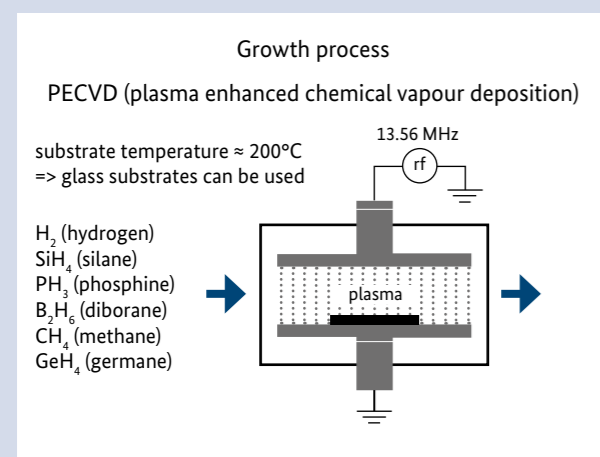 Growth process
PECVD (plasma enhanced chemical vapour deposition)
13.56 MHz
substrate temperature ≈ 200°C
=> glass substrates can be used
rf
H₂ (hydrogen)
SiH₄ (silane)
PH₃ (phosphine)
B₂H₆ (diborane)
CH₄ (methane)
GeH₄ (germane)
plasma